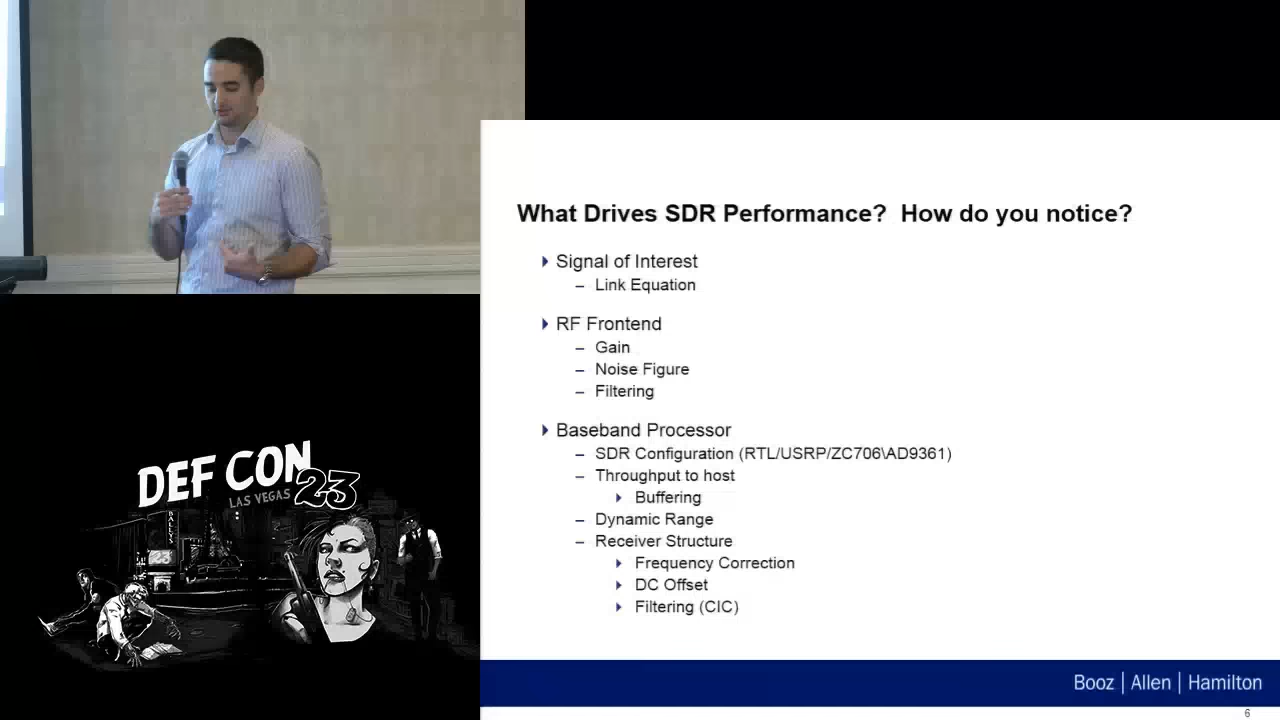 What Drives SDR Performance?  How do you notice?
Signal of Interest
– Link Equation
RF Frontend
– Gain
– Noise Figure
– Filtering
Baseband Processor
– SDR Configuration (RTL/USRP/ZC706\AD9361)
– Throughput to host
Buffering
– Dynamic Range
– Receiver Structure
Frequency Correction
DC Offset
Filtering (CIC)
Booz | Allen | Hamilton
6
DEF CON
LAS VEGAS 23
BALLYS
23